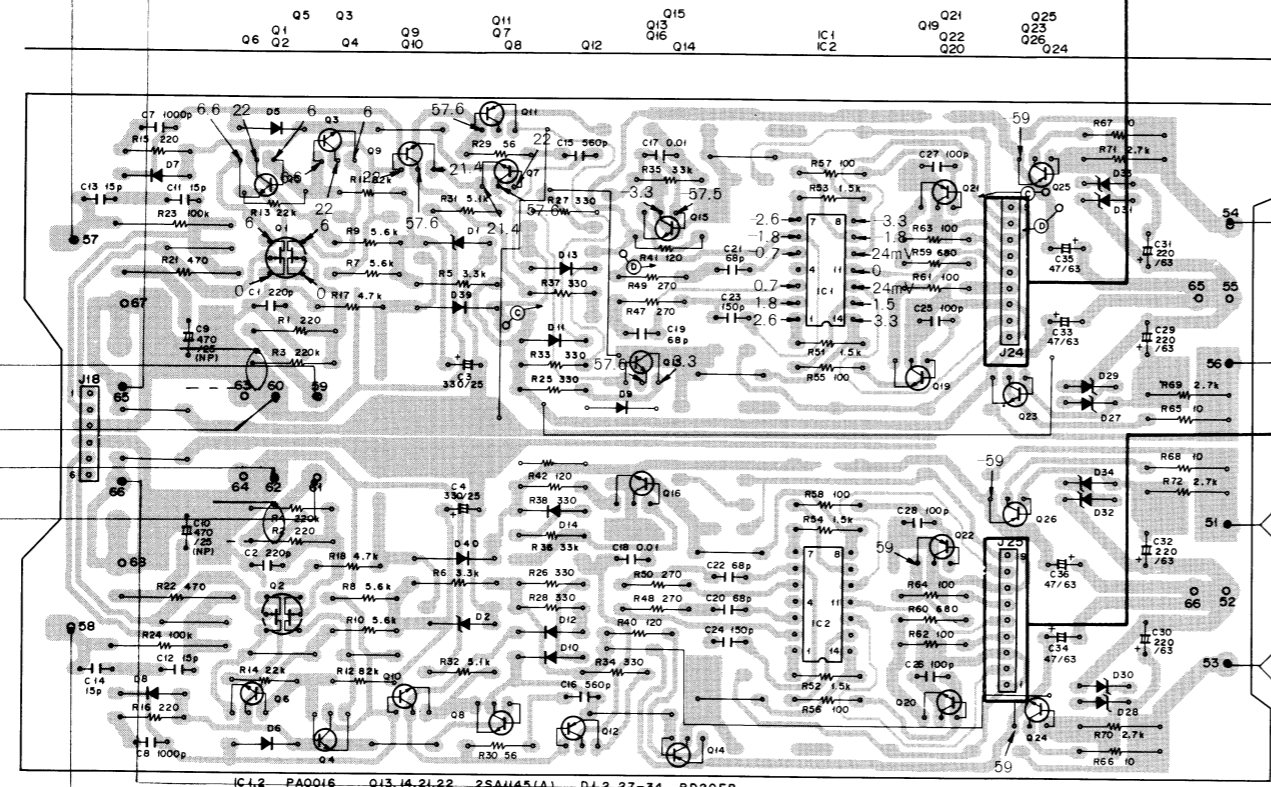 Q5 Q3 Q11 Q15 Q21 Q25
Q1 Q9 Q7 Q13 IC1 Q19 Q22 Q23
Q6 Q2 Q4 Q10 Q8 Q12 Q16 Q14 IC2 Q20 Q26 Q24
C7 1000p 6.6 22 D5 6 6 57.6 Q11 -59 R67 10
R15 220 Q3 R29 56 C15 560p C17 0.01 C27 100p R71 2.7k
D7 Q9 22 R57 100 D33
C13 15p C11 15p 21.4 Q7 R35 33k R53 1.5k Q21 Q25 D31
R13 22k 22 R31 5.1k 57.6 R27 330 -3.3 57.5
R23 100k 57.6 21.4 Q15 -2.6 7 8 -3.3 54
57 6 Q1 6 R9 5.6k D1 R41 120 -1.8 -1.8 R63 100 D
R21 470 R7 5.6k D13 D C21 68p 0.7 24mV R59 680 C35 47/63 C31 220/63
67 0 0 R5 3.3k R37 330 R49 270 4 11 0 R61 100
C1 220p R17 4.7k D39 C R47 270 C23 150p 0.7 IC1 24mV 65 55
C9 470/25 (NP) R1 220 D11 C19 68p 1.8 1.5 C25 100p C33 47/63 C29 220/63
R3 220k R33 330 2.6 1 14 3.3
C3 330/25 57.6 3.3 R51 1.5k J24 56
J18 1 R25 330 R55 100 Q19 D29 R69 2.7k
65 63 60 59 D9 Q23 D27 R65 10
6 64 62 61 C4 330/25 R42 120 Q16 -59 D34 R68 10
66 R38 330 R58 100 R72 2.7k
C10 470/25 (NP) R4 220k D14 R54 1.5k C28 100p Q26 D32 51
R2 220 D40 R36 33k C18 0.01 7 8 59 Q22 J25
68 C2 220p R18 4.7k C22 68p 9 C36 47/63 C32 220/63
R22 470 R8 5.6k R6 3.3k R26 330 R50 270 4 11 R64 100 66 52
Q2 R28 330 R48 270 C20 68p R60 680
58 R10 5.6k D2 D12 R40 120 C24 150p IC2 R62 100 C34 47/63 C30 220/63
R24 100k D10 1 14 53
C14 15p C12 15p R14 22k R12 82k Q10 R32 5.1k R34 330 C26 100p 1
D8 Q6 C16 560p R52 1.5k Q20 D30
R16 220 D6 Q8 Q12 R56 100 Q24 D28
C8 1000p Q4 R30 56 Q14 59 R70 2.7k
R66 10
IC1,2 PA0016 Q13,14,21,22 2SA1145(A)